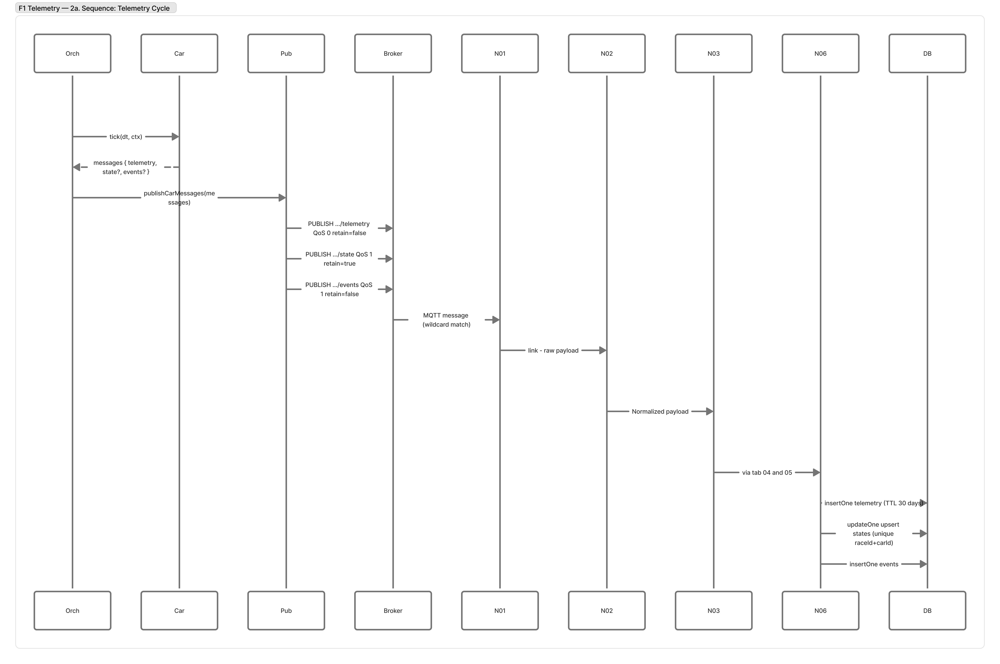 F1 Telemetry — 2a. Sequence: Telemetry Cycle
Orch
Car
Pub
Broker
N01
N02
N03
N06
DB
tick(dt, ctx)
messages { telemetry,
state?, events? }
publishCarMessages(me
ssages)
PUBLISH .../telemetry
QoS 0 retain=false
PUBLISH .../state QoS 1
retain=true
PUBLISH .../events QoS
1 retain=false
MQTT message
(wildcard match)
link - raw payload
Normalized payload
via tab 04 and 05
insertOne telemetry (TTL 30 days)
updateOne upsert
states (unique
raceId+carId)
insertOne events
Orch
Car
Pub
Broker
N01
N02
N03
N06
DB